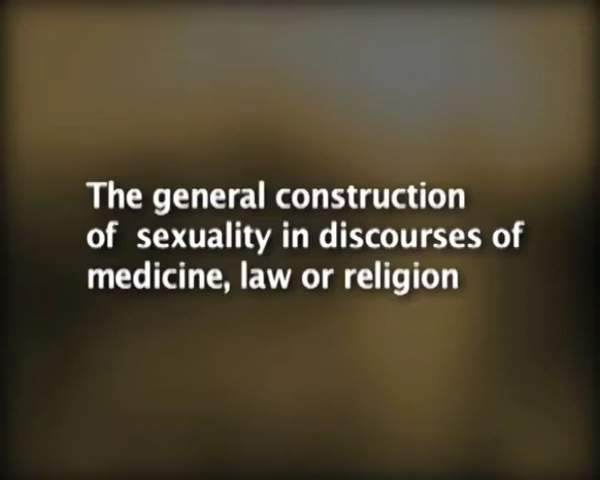 The general construction
of  sexuality in discourses of
medicine, law or religion